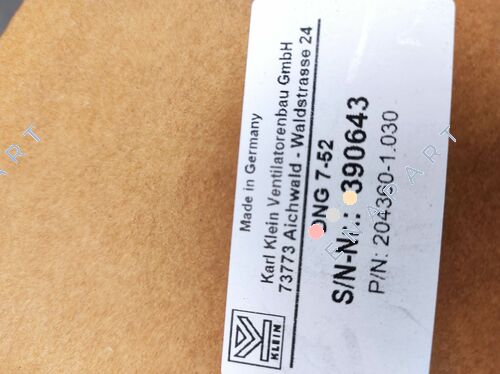 Made in Germany
Karl Klein Ventilatorenbau GmbH
73773 Aichwald - Waldstrasse 24
DNG 7-52
S/N-Nr.: 390643
P/N: 204360-1.030
KLEIN